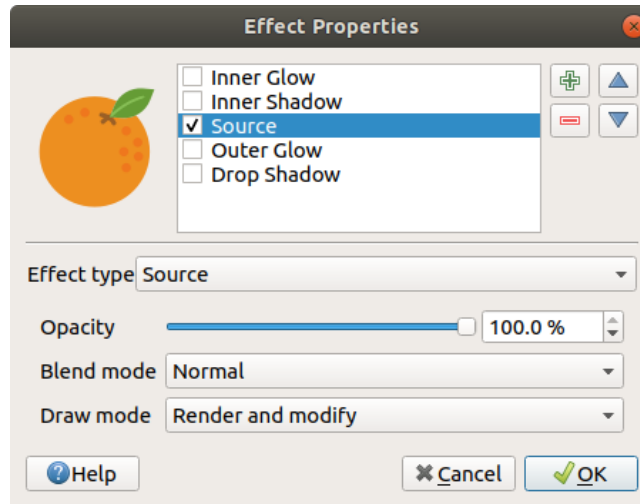 Effect Properties
Inner Glow
Inner Shadow
Source
Outer Glow
Drop Shadow
Effect type Source
Opacity 100.0 %
Blend mode Normal
Draw mode Render and modify
Help Cancel OK